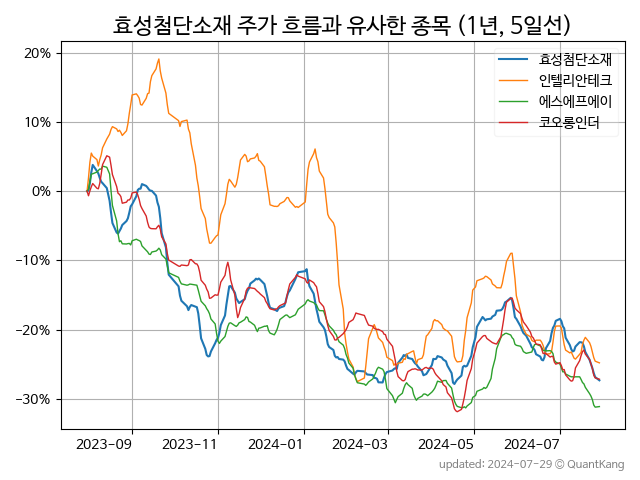 효성첨단소재 주가 흐름과 유사한 종목 (1년, 5일선)
효성첨단소재
인텔리안테크
에스에프에이
코오롱인더
20%
10%
0%
-10%
-20%
-30%
2023-09
2023-11
2024-01
2024-03
2024-05
2024-07
updated: 2024-07-29 © QuantKang